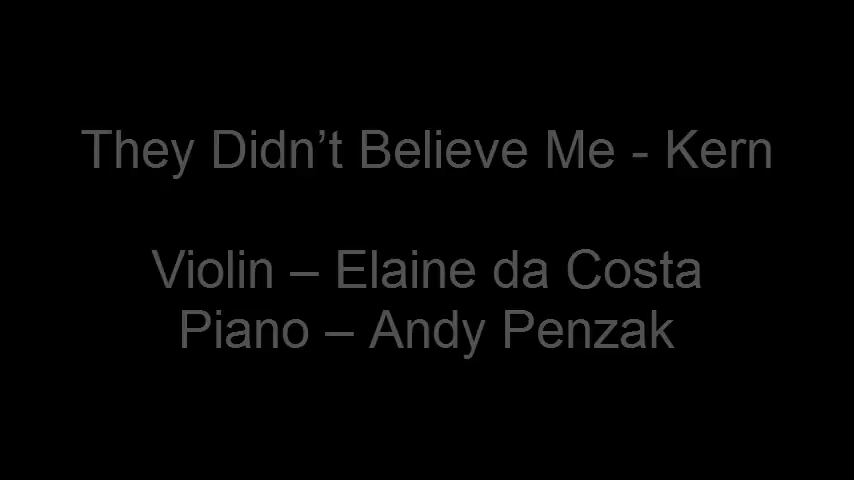 They Didn’t Believe Me - Kern
Violin – Elaine da Costa
Piano – Andy Penzak